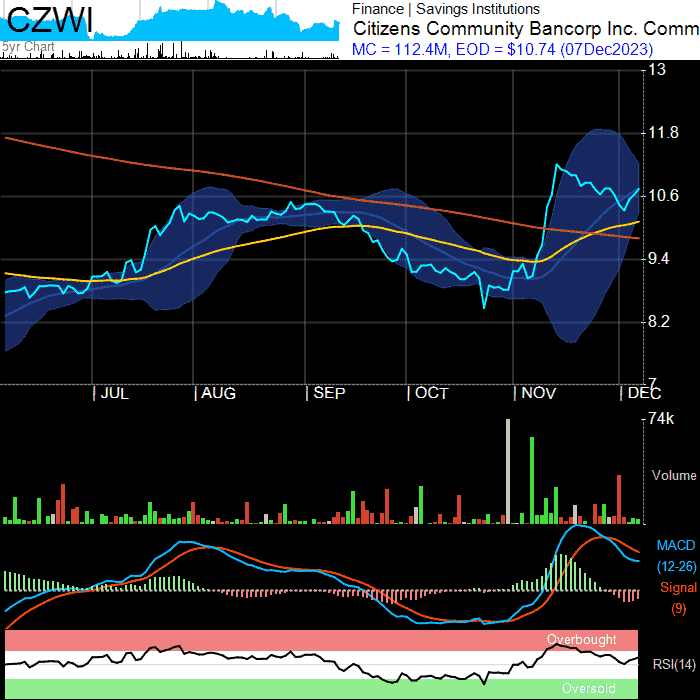 CZWI
5yr Chart
Finance | Savings Institutions
Citizens Community Bancorp Inc. Comm
MC = 112.4M, EOD = $10.74 (07Dec2023)
13
11.8
10.6
9.4
8.2
7
JUL AUG SEP OCT NOV DEC
74k
Volume
MACD
(12-26)
Signal
(9)
Overbought
RSI(14)
Oversold